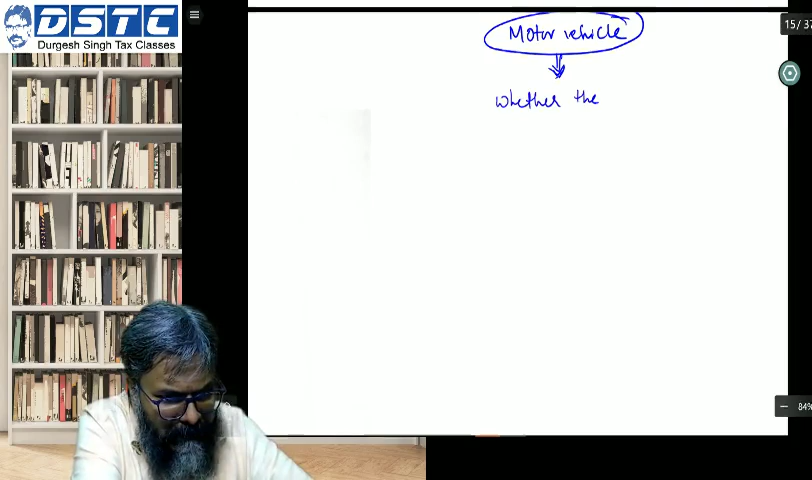 DSTC
Durgesh Singh Tax Classes
15/37
Motor vehicle
whether the
84%